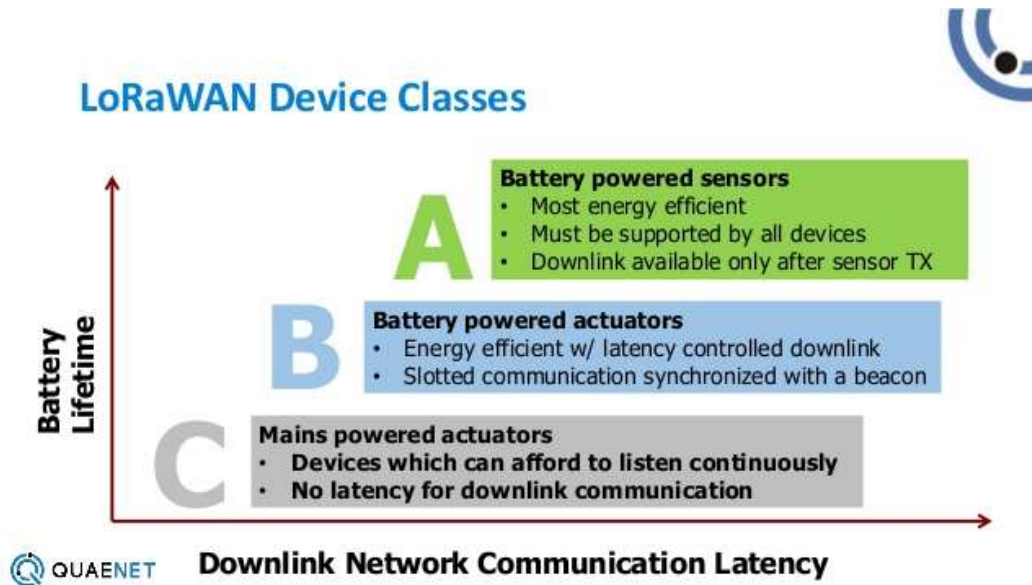 LoRaWAN Device Classes
A
Battery powered sensors
• Most energy efficient
• Must be supported by all devices
• Downlink available only after sensor TX
B
Battery powered actuators
• Energy efficient w/ latency controlled downlink
• Slotted communication synchronized with a beacon
C
Mains powered actuators
• Devices which can afford to listen continuously
• No latency for downlink communication
Battery
Lifetime
Downlink Network Communication Latency
QUAENET